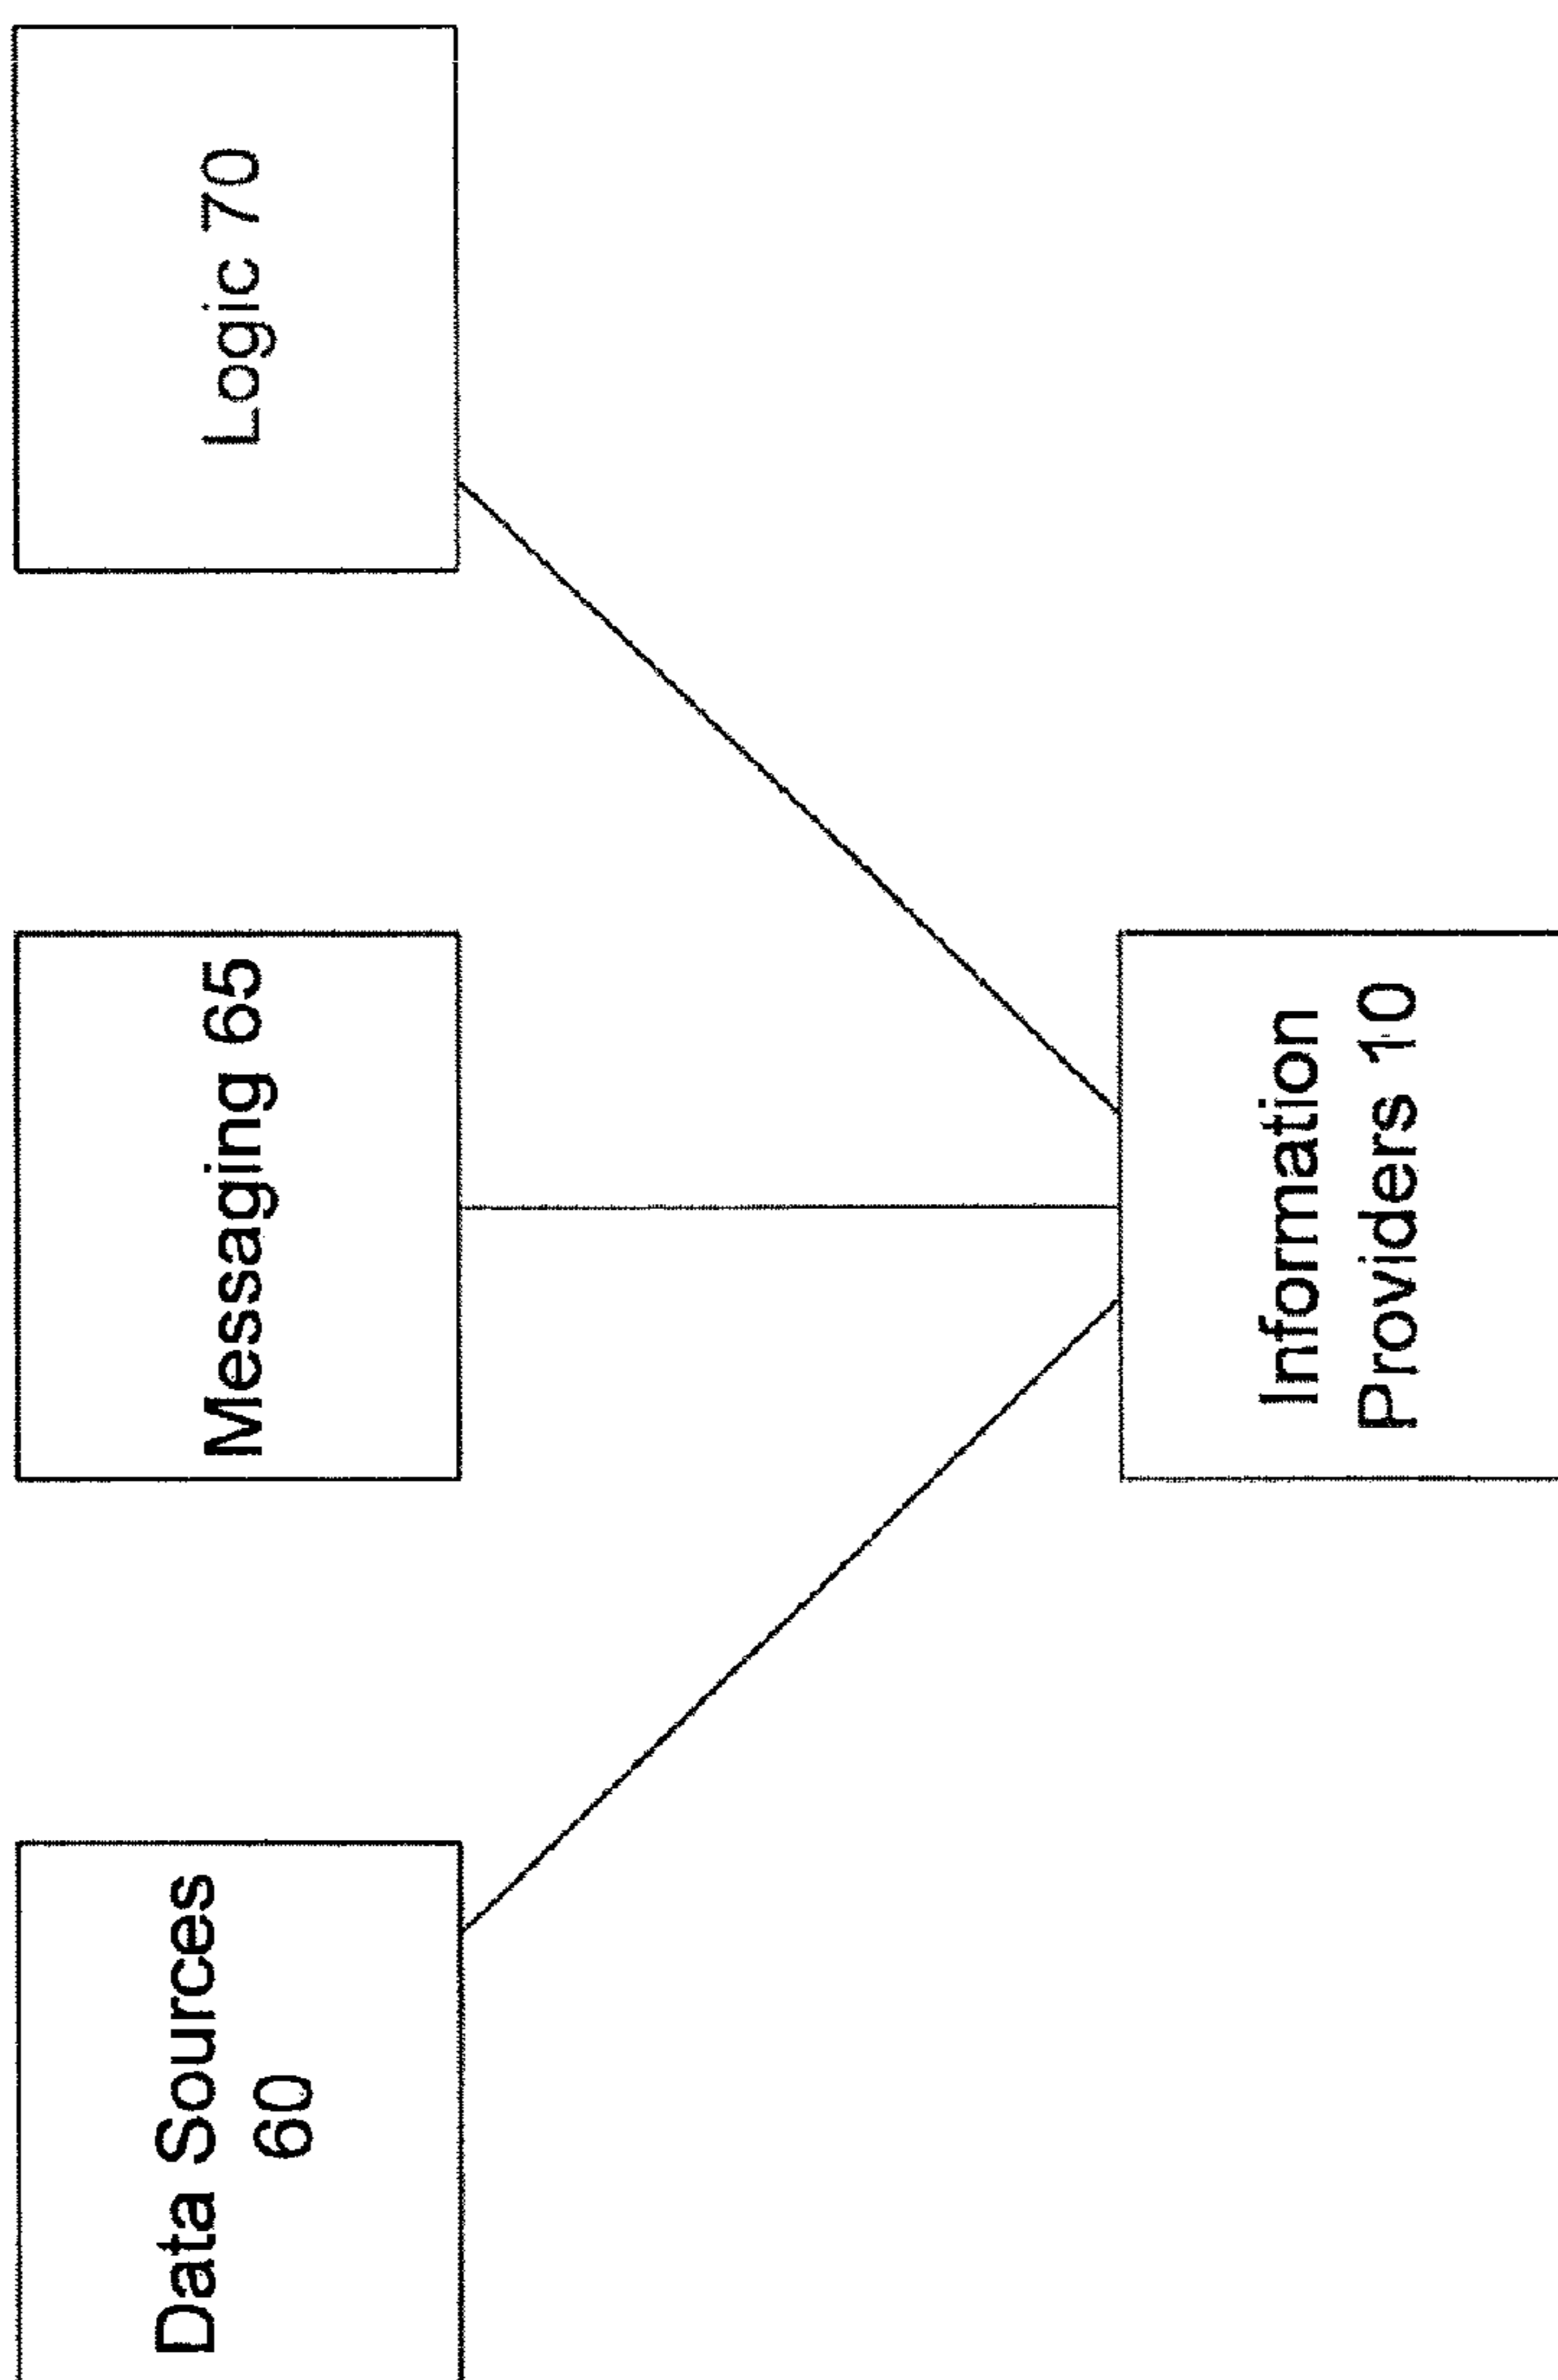 Data Sources
60
Messaging 65
Logic 70
Information
Providers 10